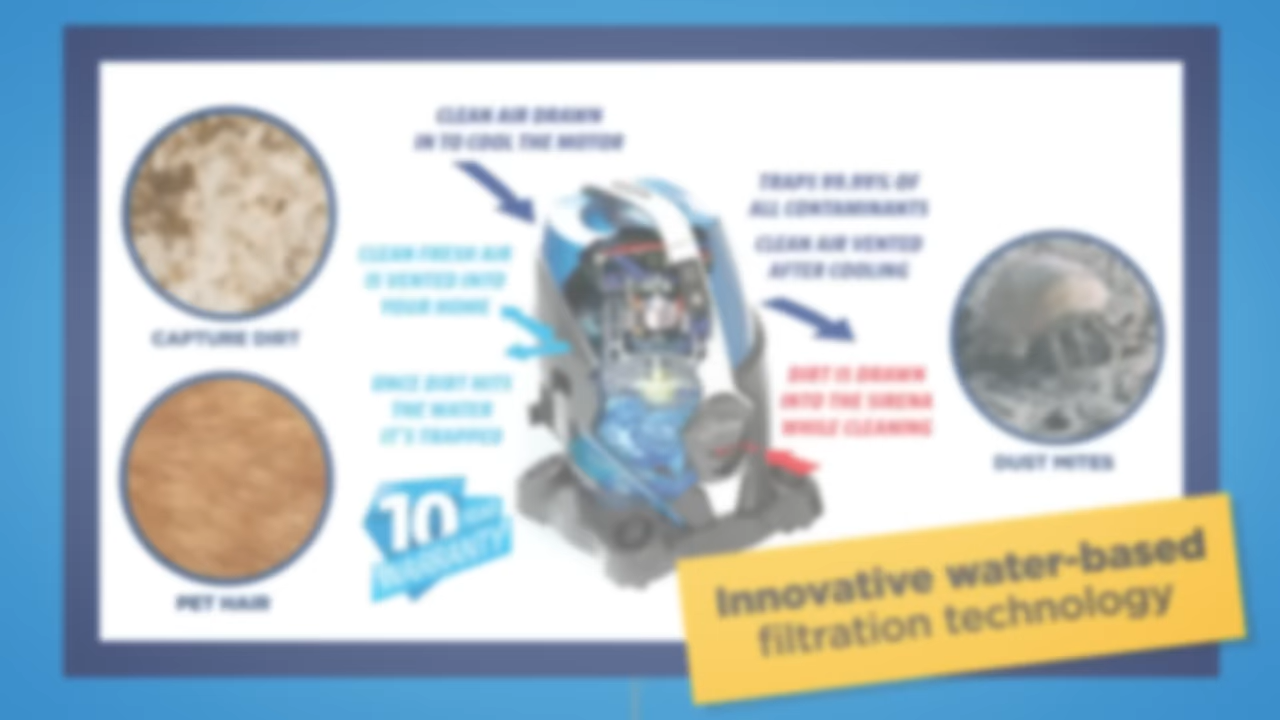 CLEAN AIR DRAWN
IN TO COOL THE MOTOR
TRAPS 99.99% OF
ALL CONTAMINANTS
CLEAN AIR VENTED
AFTER COOLING
CLEAN FRESH AIR
IS VENTED INTO
YOUR HOME
CAPTURE DIRT
ONCE DIRT HITS
THE WATER
IT'S TRAPPED
DIRT IS DRAWN
INTO THE SIRENA
WHILE CLEANING
DUST MITES
10 YEAR
WARRANTY
PET HAIR
Innovative water-based
filtration technology